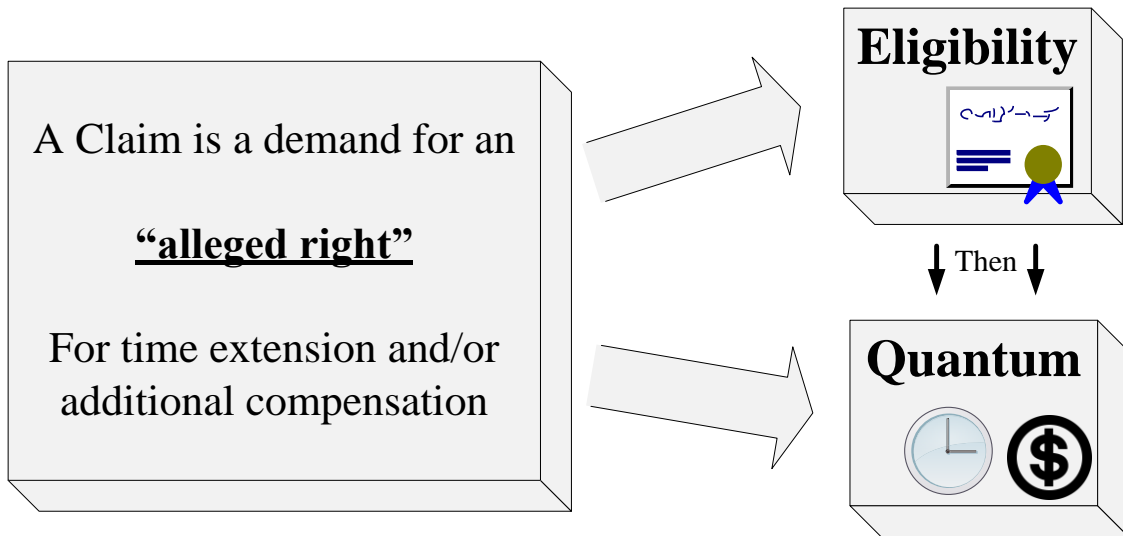 A Claim is a demand for an
“alleged right”
For time extension and/or
additional compensation
Eligibility
Then
Quantum
$